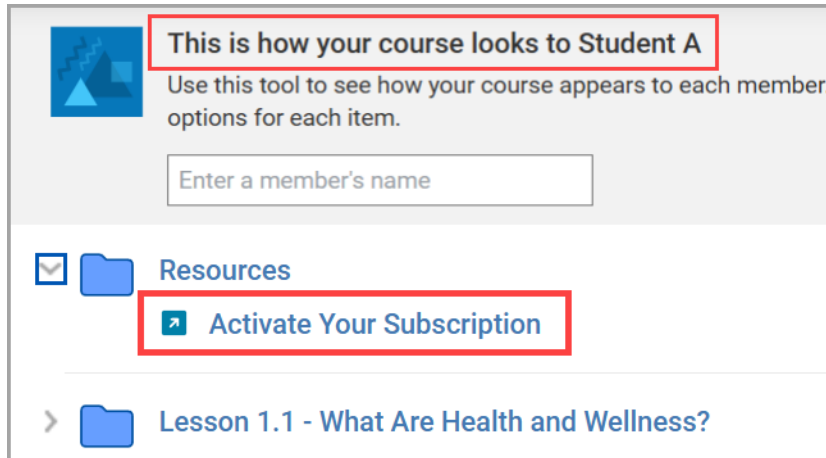 This is how your course looks to Student A
Use this tool to see how your course appears to each member.
options for each item.
Enter a member's name
Resources
Activate Your Subscription
Lesson 1.1 - What Are Health and Wellness?